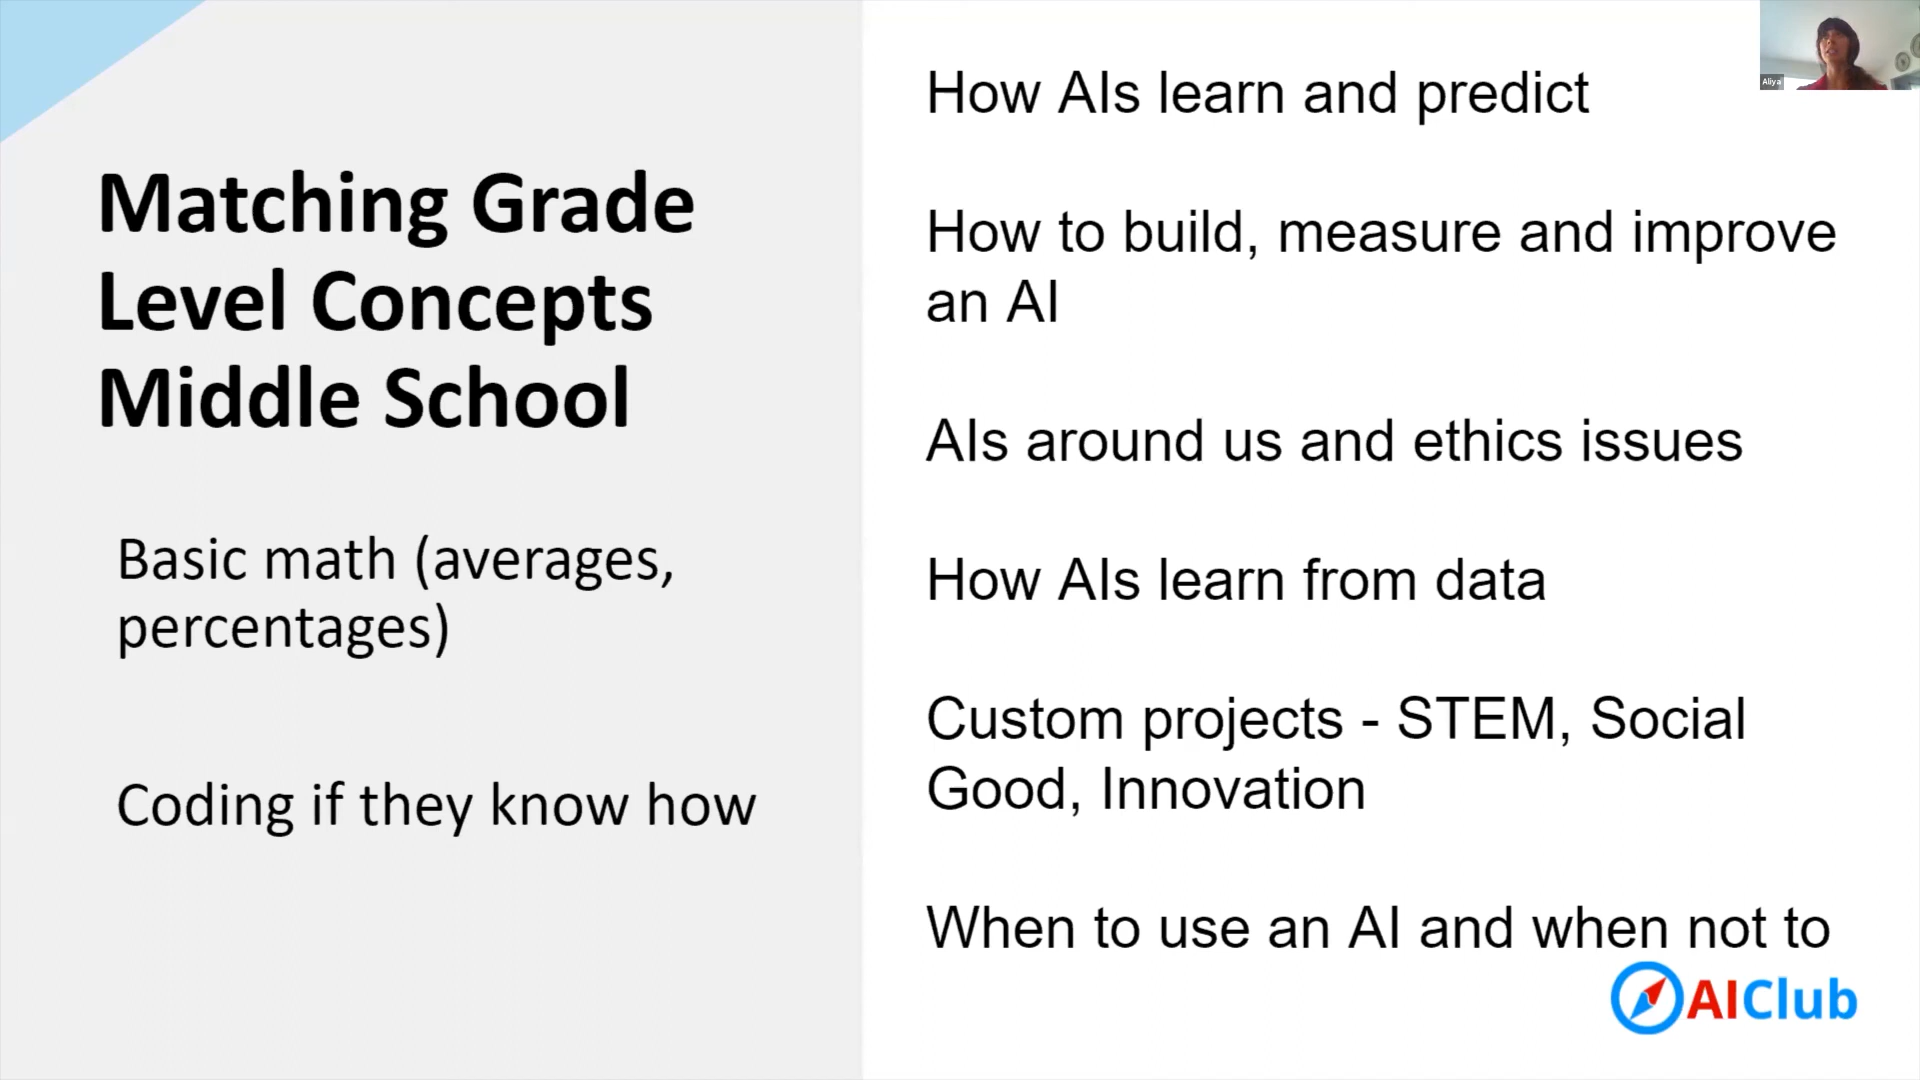 Matching Grade
Level Concepts
Middle School
Basic math (averages,
percentages)
Coding if they know how
How AIs learn and predict
How to build, measure and improve
an AI
AIs around us and ethics issues
How AIs learn from data
Custom projects - STEM, Social
Good, Innovation
When to use an AI and when not to
AIClub
Aliya